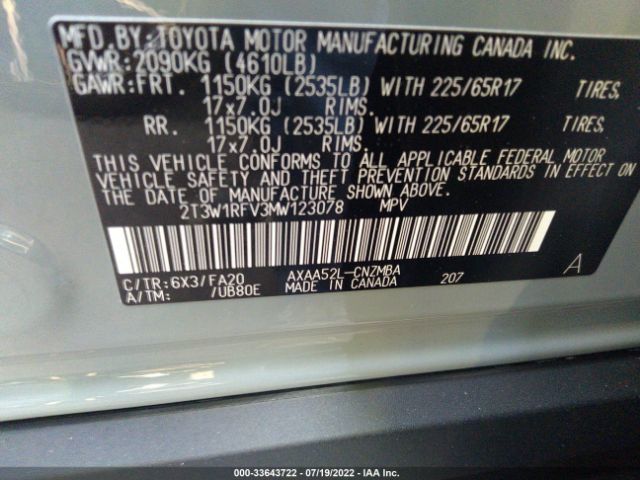 MFD. BY: TOYOTA MOTOR MANUFACTURING CANADA INC.
GVWR: 2090KG (4610LB)
GAWR: FRT. 1150KG (2535LB) WITH 225/65R17 TIRES,
17x7.0J RIMS.
RR. 1150KG (2535LB) WITH 225/65R17 TIRES,
17x7.0J RIMS.
THIS VEHICLE CONFORMS TO ALL APPLICABLE FEDERAL MOTOR
VEHICLE SAFETY AND THEFT PREVENTION STANDARDS IN EFFECT ON
THE DATE OF MANUFACTURE SHOWN ABOVE.
2T3W1RFV3MW123078 MPV
C/TR: 6X3/FA20 AXAA52L-CNZMBA 207 A
A/TM: /UB80E MADE IN CANADA
000-33643722 - 07/19/2022 - IAA Inc.